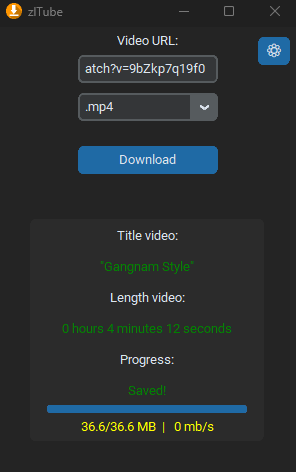 zlTube
Video URL:
atch?v=9bZkp7q19f0
.mp4
Download
Title video:
"Gangnam Style"
Length video:
0 hours 4 minutes 12 seconds
Progress:
Saved!
36.6/36.6 MB | 0 mb/s